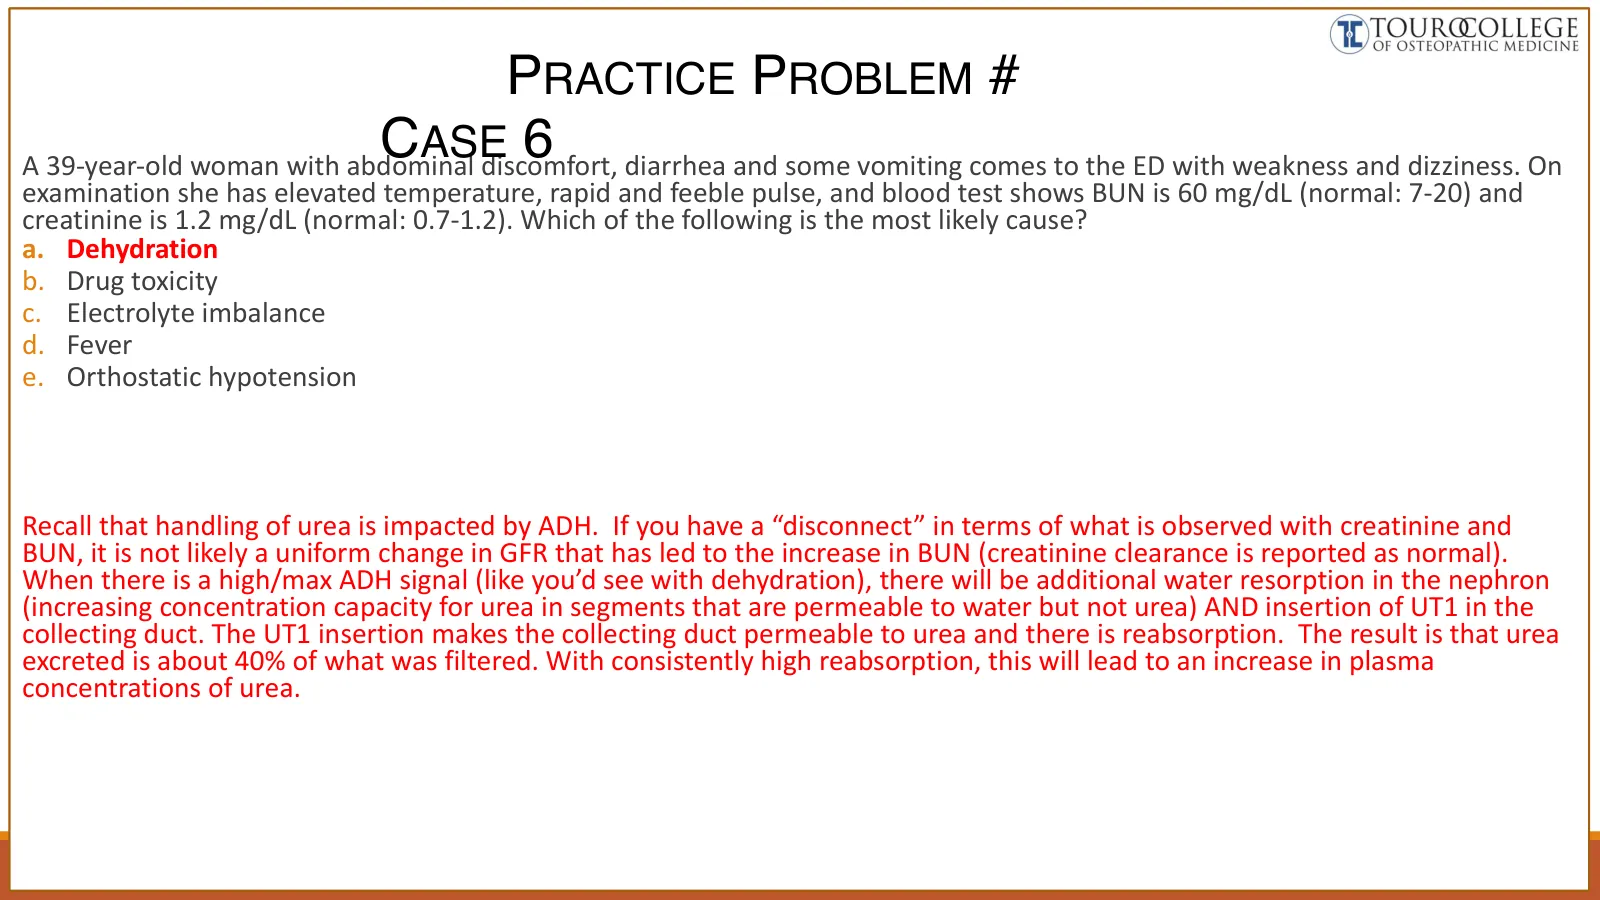 TOURO COLLEGE
OF OSTEOPATHIC MEDICINE
PRACTICE PROBLEM #
CASE 6
A 39-year-old woman with abdominal discomfort, diarrhea and some vomiting comes to the ED with weakness and dizziness. On
examination she has elevated temperature, rapid and feeble pulse, and blood test shows BUN is 60 mg/dL (normal: 7-20) and
creatinine is 1.2 mg/dL (normal: 0.7-1.2). Which of the following is the most likely cause?
a. Dehydration
b. Drug toxicity
c. Electrolyte imbalance
d. Fever
e. Orthostatic hypotension
Recall that handling of urea is impacted by ADH.  If you have a “disconnect” in terms of what is observed with creatinine and
BUN, it is not likely a uniform change in GFR that has led to the increase in BUN (creatinine clearance is reported as normal).
When there is a high/max ADH signal (like you’d see with dehydration), there will be additional water resorption in the nephron
(increasing concentration capacity for urea in segments that are permeable to water but not urea) AND insertion of UT1 in the
collecting duct. The UT1 insertion makes the collecting duct permeable to urea and there is reabsorption.  The result is that urea
excreted is about 40% of what was filtered. With consistently high reabsorption, this will lead to an increase in plasma
concentrations of urea.